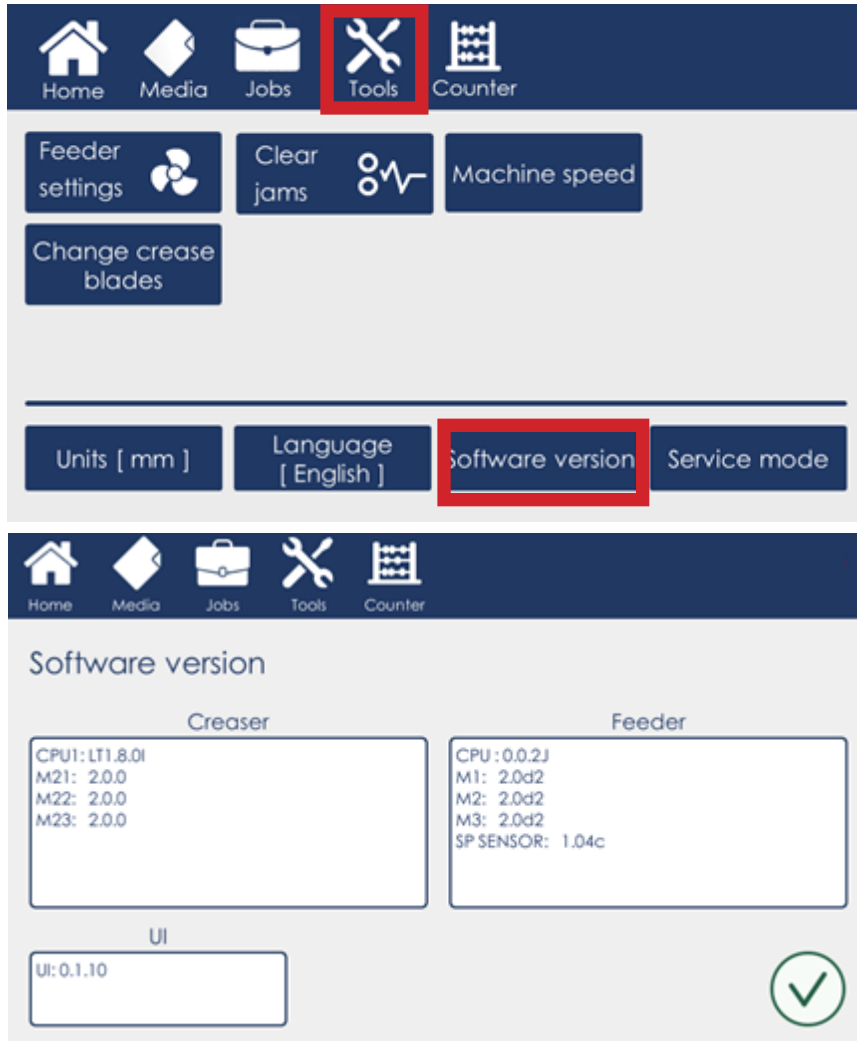 Home Media Jobs Tools Counter
Feeder
settings
Clear
jams
Machine speed
Change crease
blades
Units [ mm ]
Language
[ English ]
Software version
Service mode
Home Media Jobs Tools Counter
Software version
Creaser
CPU1: LT1.8.0I
M21: 2.0.0
M22: 2.0.0
M23: 2.0.0
Feeder
CPU : 0.0.2J
M1: 2.0d2
M2: 2.0d2
M3: 2.0d2
SP SENSOR: 1.04c
UI
UI: 0.1.10